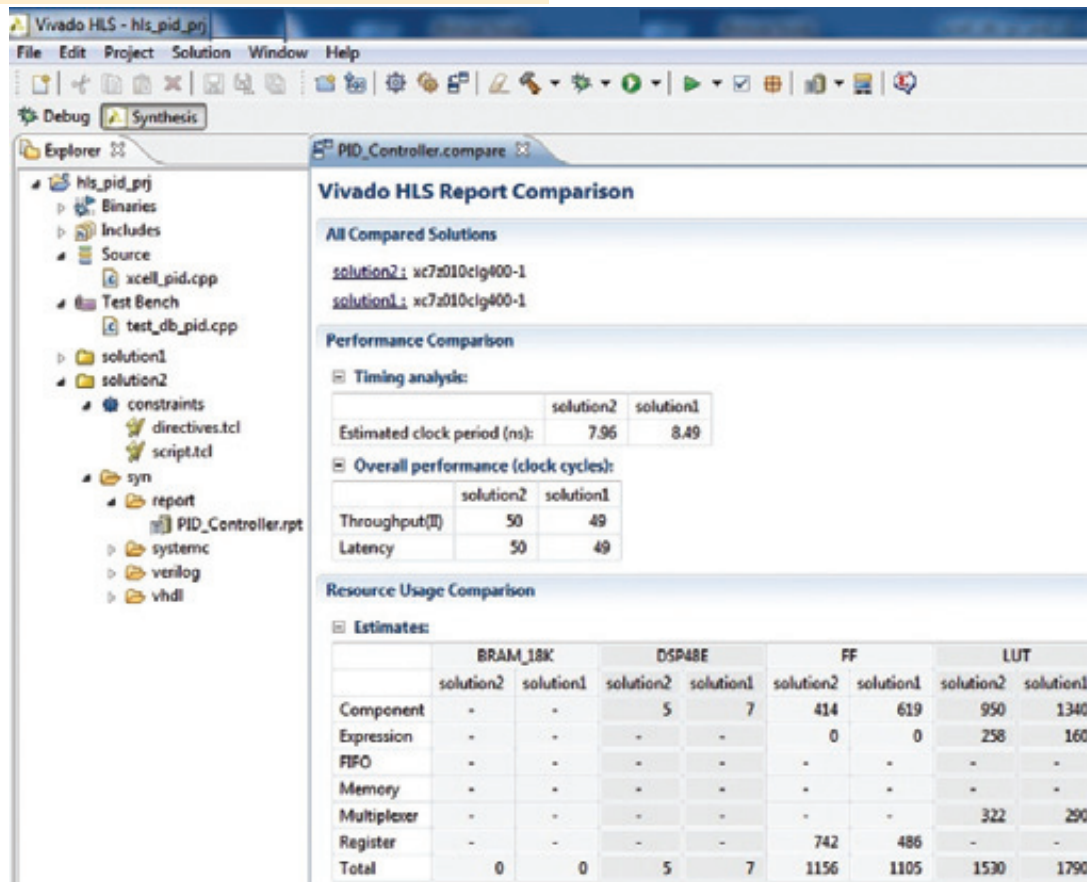 Vivado HLS - hls_pid_prj
File Edit Project Solution Window Help
Debug Synthesis
Explorer
hls_pid_prj
Binaries
Includes
Source
xcell_pid.cpp
Test Bench
test_db_pid.cpp
solution1
solution2
constraints
directives.tcl
script.tcl
syn
report
PID_Controller.rpt
systemc
verilog
vhdl
PID_Controller.compare
Vivado HLS Report Comparison
All Compared Solutions
solution2: xc7z010clg400-1
solution1: xc7z010clg400-1
Performance Comparison
Timing analysis:
solution2 solution1
Estimated clock period (ns): 7.96 8.49
Overall performance (clock cycles):
solution2 solution1
Throughput(II) 50 49
Latency 50 49
Resource Usage Comparison
Estimates:
BRAM_18K DSP48E FF LUT
solution2 solution1 solution2 solution1 solution2 solution1 solution2 solution1
Component - - 5 7 414 619 950 1340
Expression - - - - 0 0 258 160
FIFO - - - - - - - -
Memory - - - - - - - -
Multiplexer - - - - - - 322 290
Register - - - - 742 486 - -
Total 0 0 5 7 1156 1105 1530 1790